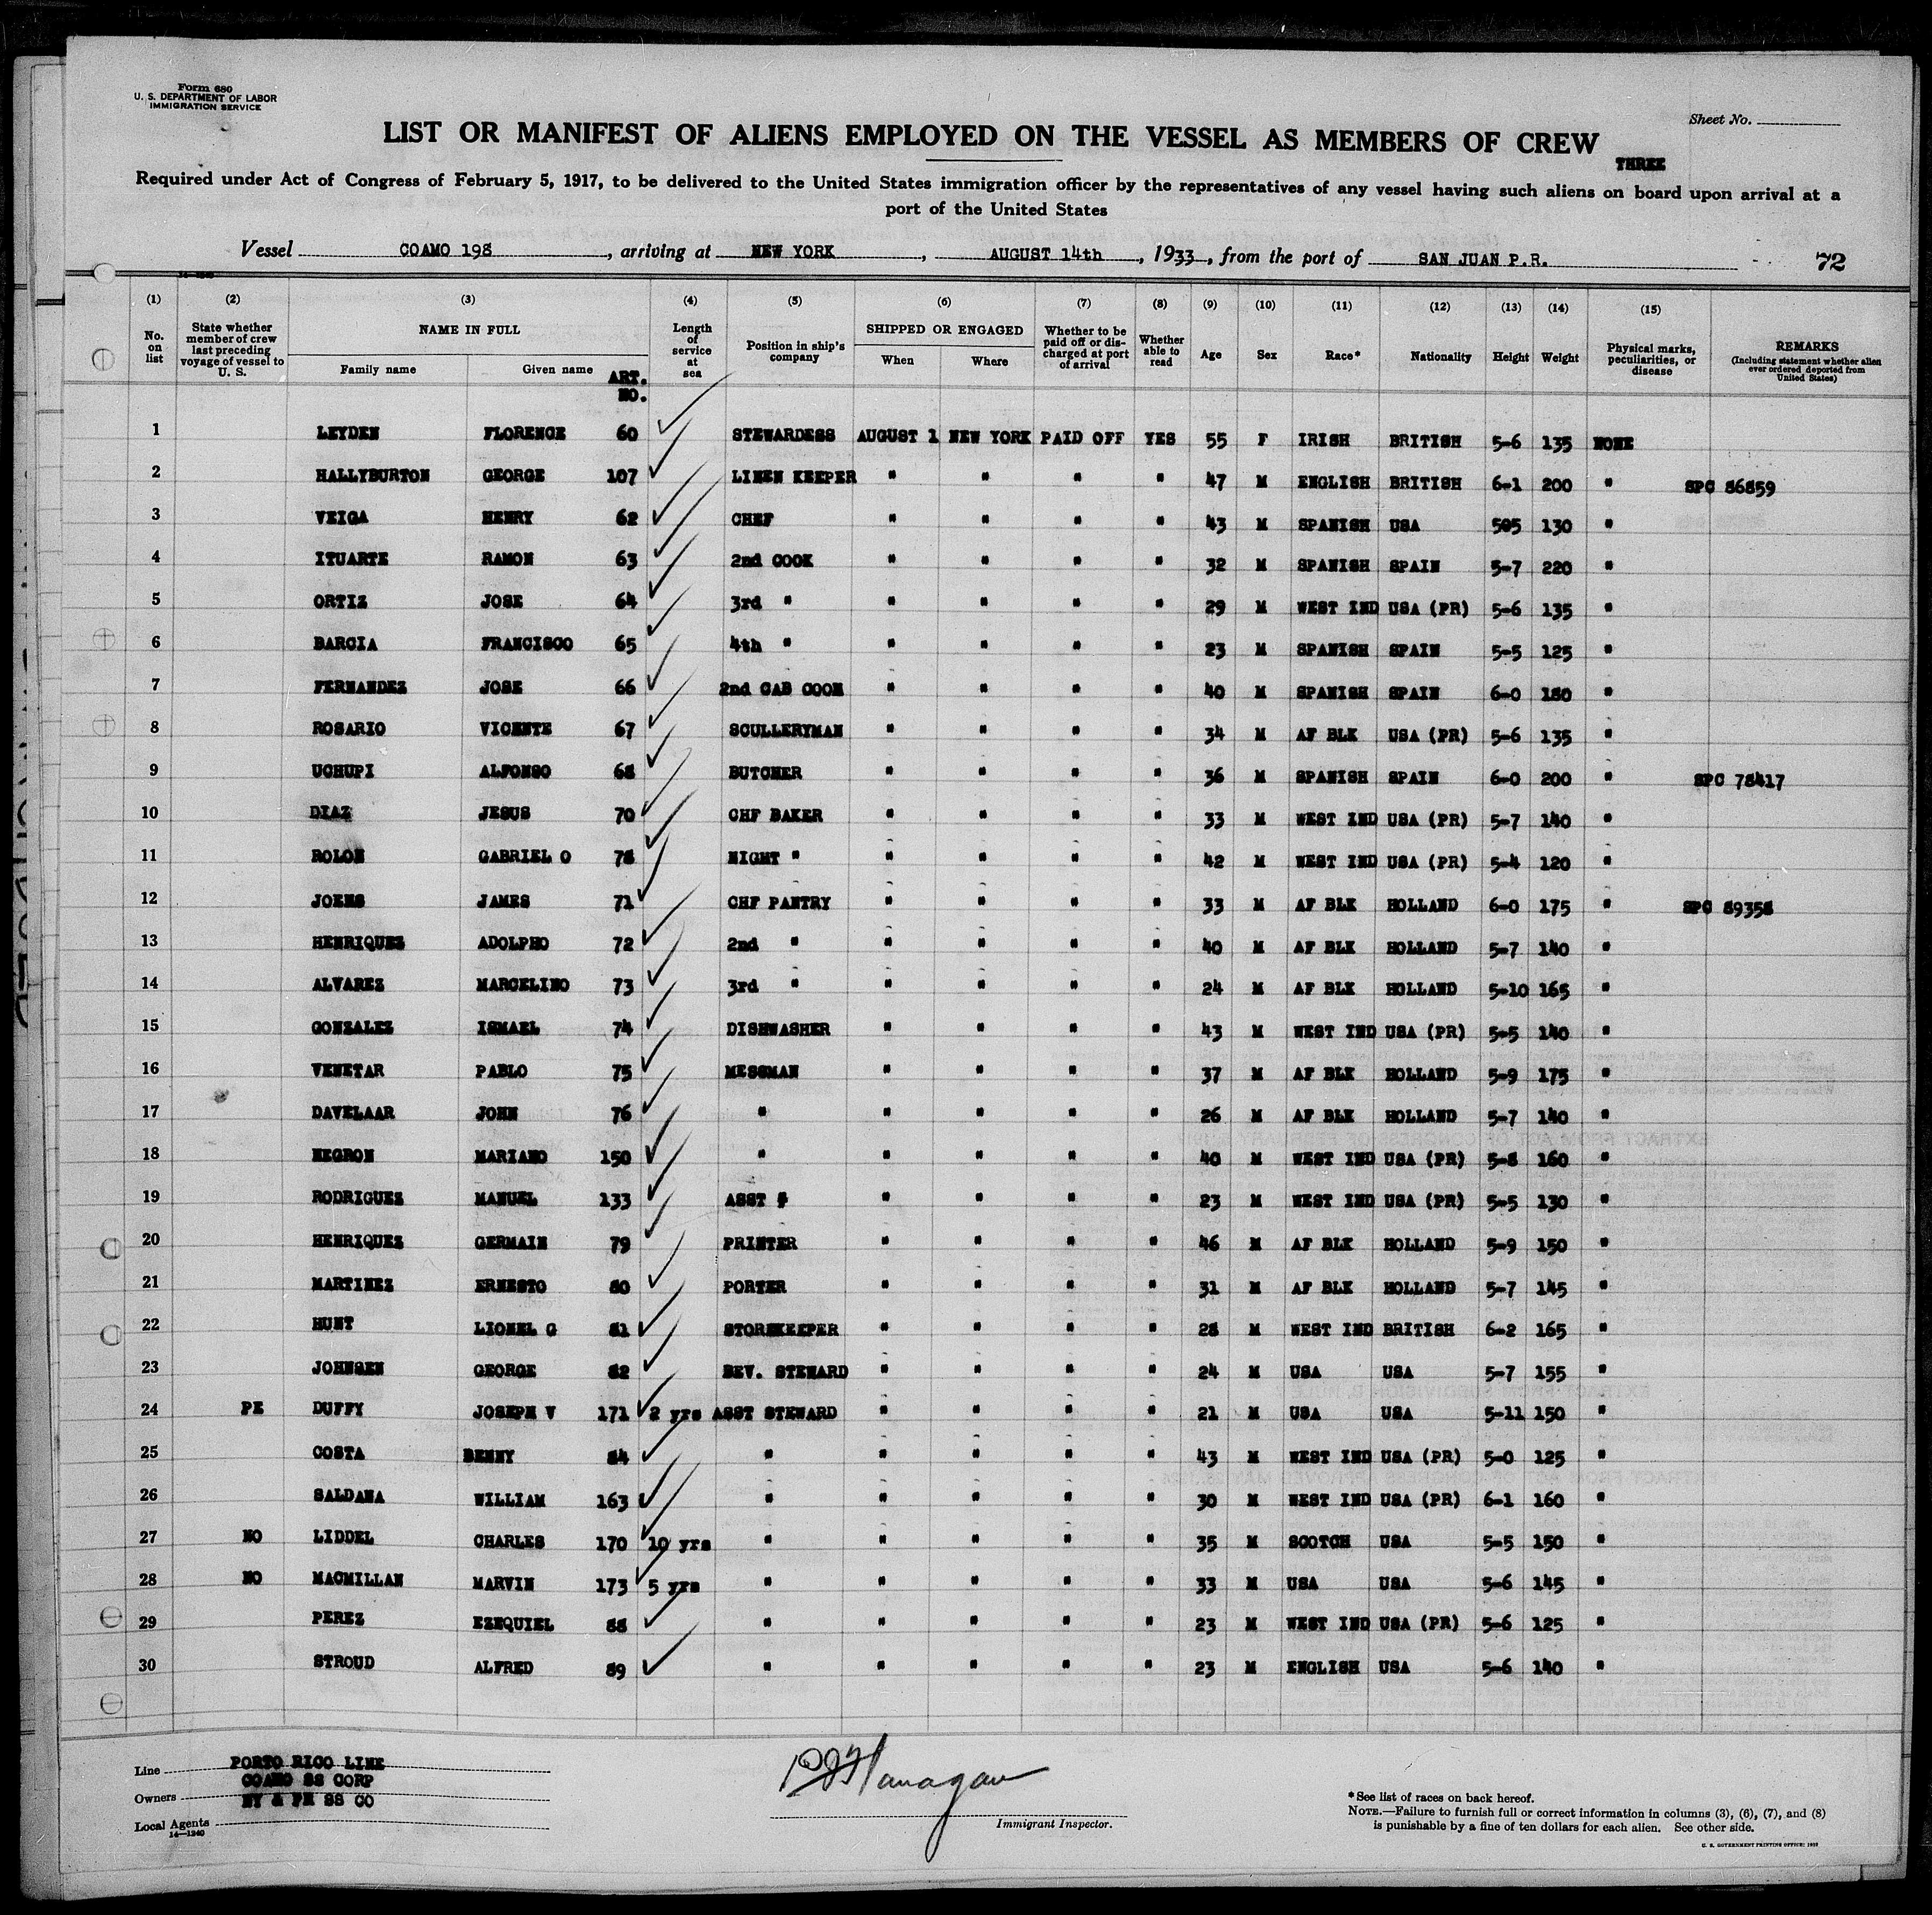 Form 680
U. S. DEPARTMENT OF LABOR
IMMIGRATION SERVICE
Sheet No.
LIST OR MANIFEST OF ALIENS EMPLOYED ON THE VESSEL AS MEMBERS OF CREW
THREE
Required under Act of Congress of February 5, 1917, to be delivered to the United States immigration officer by the representatives of any vessel having such aliens on board upon arrival at a
port of the United States
Vessel COAMO 198, arriving at NEW YORK, AUGUST 14th, 1933, from the port of SAN JUAN P.R. 72
(1) (2) (3) (4) (5) (6) (7) (8) (9) (10) (11) (12) (13) (14) (15)
No. on list State whether member of crew last preceding voyage of vessel to U. S. NAME IN FULL Family name Given name ART. NO. Length of service at sea Position in ship's company SHIPPED OR ENGAGED When Where Whether to be paid off or discharged at port of arrival Whether able to read Age Sex Race* Nationality Height Weight Physical marks, peculiarities, or disease REMARKS (Including statement whether alien ever ordered deported from United States)
1 LEYDEN FLORENCE 60 STEWARDESS AUGUST 1 NEW YORK PAID OFF YES 55 F IRISH BRITISH 5-6 135 NONE
2 HALLYBURTON GEORGE 107 LINEN KEEPER " " " " 47 M ENGLISH BRITISH 6-1 200 " SPC 86859
3 VEIGA HENRY 62 CHEF " " " " 43 M SPANISH USA 505 130 "
4 ITUARTE RAMON 63 2nd COOK " " " " 32 M SPANISH SPAIN 5-7 220 "
5 ORTIZ JOSE 64 3rd " " " " " 29 M WEST IND USA (PR) 5-6 135 "
6 BARCIA FRANCISCO 65 4th " " " " " 23 M SPANISH SPAIN 5-5 125 "
7 FERNANDEZ JOSE 66 2nd CAB COOK " " " " 40 M SPANISH SPAIN 6-0 180 "
8 ROSARIO VICENTE 67 SCULLERYMAN " " " " 34 M AF BLK USA (PR) 5-6 135 "
9 UCHUPI ALFONSO 68 BUTCHER " " " " 36 M SPANISH SPAIN 6-0 200 " SPC 78417
10 DIAZ JESUS 70 CHF BAKER " " " " 33 M WEST IND USA (PR) 5-7 140 "
11 ROLON GABRIEL O 78 NIGHT " " " " " 42 M WEST IND USA (PR) 5-4 120 "
12 JOENS JAMES 71 CHF PANTRY " " " " 33 M AF BLK HOLLAND 6-0 175 " SPC 89358
13 HENRIQUEZ ADOLPHO 72 2nd " " " " " 40 M AF BLK HOLLAND 5-7 140 "
14 ALVAREZ MARCELINO 73 3rd " " " " " 24 M AF BLK HOLLAND 5-10 165 "
15 GONZALEZ ISMAEL 74 DISHWASHER " " " " 43 M WEST IND USA (PR) 5-5 140 "
16 VENETAR PABLO 75 MESSMAN " " " " 37 M AF BLK HOLLAND 5-9 175 "
17 DAVELAAR JOHN 76 " " " " " 26 M AF BLK HOLLAND 5-7 140 "
18 NEGRON MARIANO 150 " " " " " 40 M WEST IND USA (PR) 5-8 160 "
19 RODRIGUEZ MANUEL 133 ASST " " " " 23 M WEST IND USA (PR) 5-5 130 "
20 HENRIQUEZ GERMAIN 79 PRINTER " " " " 46 M AF BLK HOLLAND 5-9 150 "
21 MARTINEZ ERNESTO 80 PORTER " " " " 31 M AF BLK HOLLAND 5-7 145 "
22 HUNT LIONEL G 81 STOREKEEPER " " " " 28 M WEST IND BRITISH 6-2 165 "
23 JOHNSEN GEORGE 82 BEV. STEWARD " " " " 24 M USA USA 5-7 155 "
24 PE DUFFY JOSEPH V 171 2 yrs ASST STEWARD " " " " 21 M USA USA 5-11 150 "
25 COSTA BENNY 84 " " " " " 43 M WEST IND USA (PR) 5-0 125 "
26 SALDANA WILLIAM 163 " " " " " 30 M WEST IND USA (PR) 6-1 160 "
27 NO LIDDEL CHARLES 170 10 yrs " " " " " 35 M SCOTCH USA 5-5 150 "
28 NO MACMILLAN MARVIN 173 5 yrs " " " " " 33 M USA USA 5-6 145 "
29 PEREZ EZEQUIEL 88 " " " " " 23 M WEST IND USA (PR) 5-6 125 "
30 STROUD ALFRED 89 " " " " " 23 M ENGLISH USA 5-6 140 "
Line PORTO RICO LINE
Owners COAMO SS CORP
Local Agents NY & PR SS CO
14—1240
Flanagan
Immigrant Inspector.
*See list of races on back hereof.
NOTE.—Failure to furnish full or correct information in columns (3), (6), (7), and (8)
is punishable by a fine of ten dollars for each alien. See other side.
U. S. GOVERNMENT PRINTING OFFICE: